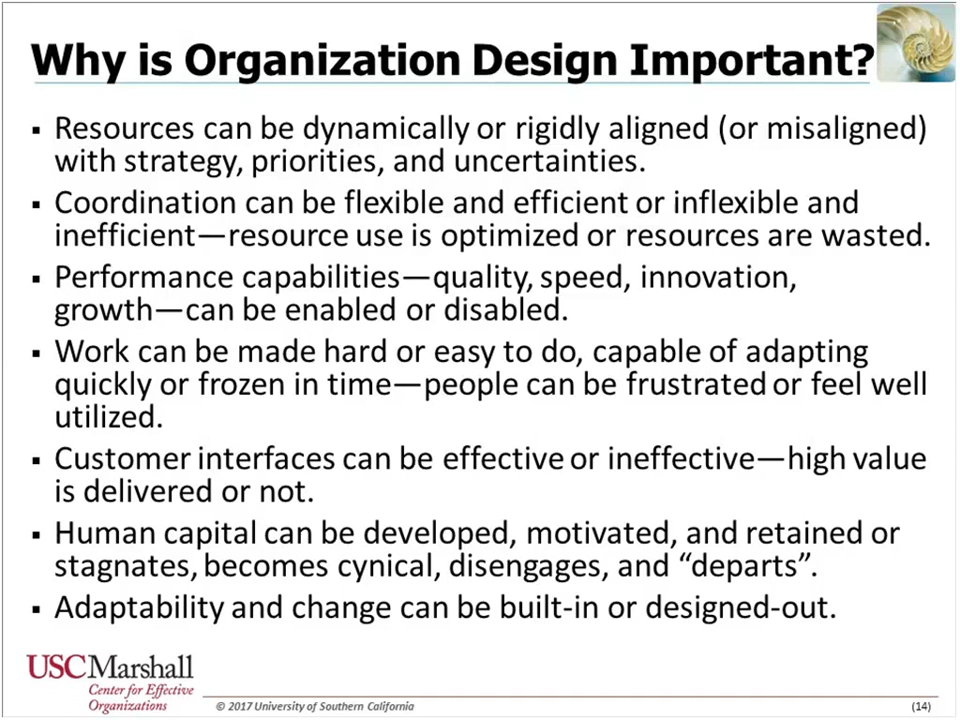 Why is Organization Design Important?
▪ Resources can be dynamically or rigidly aligned (or misaligned)
with strategy, priorities, and uncertainties.
▪ Coordination can be flexible and efficient or inflexible and
inefficient—resource use is optimized or resources are wasted.
▪ Performance capabilities—quality, speed, innovation,
growth—can be enabled or disabled.
▪ Work can be made hard or easy to do, capable of adapting
quickly or frozen in time—people can be frustrated or feel well
utilized.
▪ Customer interfaces can be effective or ineffective—high value
is delivered or not.
▪ Human capital can be developed, motivated, and retained or
stagnates, becomes cynical, disengages, and “departs”.
▪ Adaptability and change can be built-in or designed-out.
USCMarshall
Center for Effective
Organizations
© 2017 University of Southern California
(14)